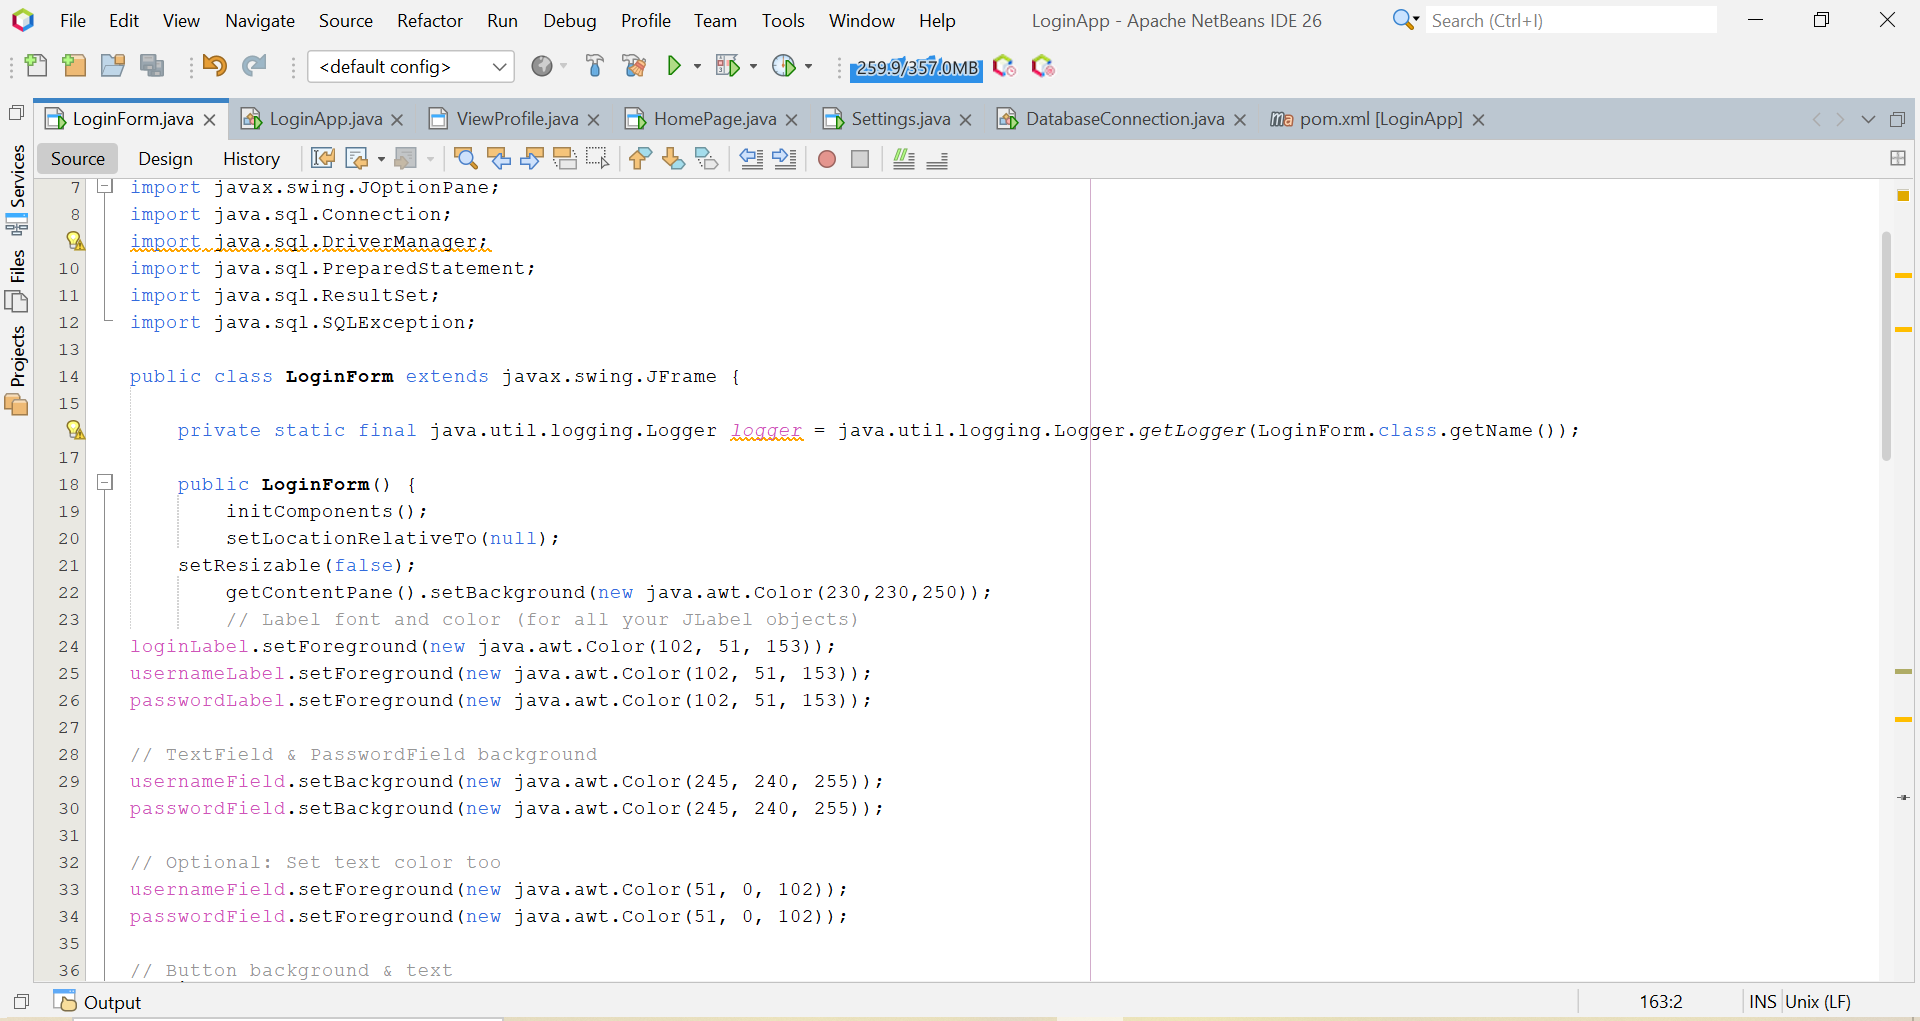 File Edit View Navigate Source Refactor Run Debug Profile Team Tools Window Help LoginApp - Apache NetBeans IDE 26 Search (Ctrl+I)
<default config> 259.9/357.0MB
LoginForm.java LoginApp.java ViewProfile.java HomePage.java Settings.java DatabaseConnection.java pom.xml [LoginApp]
Source Design History
Services
Files
Projects
7 import javax.swing.JOptionPane;
8 import java.sql.Connection;
import java.sql.DriverManager;
10 import java.sql.PreparedStatement;
11 import java.sql.ResultSet;
12 import java.sql.SQLException;
13
14 public class LoginForm extends javax.swing.JFrame {
15
private static final java.util.logging.Logger logger = java.util.logging.Logger.getLogger(LoginForm.class.getName());
17
18 public LoginForm() {
19 initComponents();
20 setLocationRelativeTo(null);
21 setResizable(false);
22 getContentPane().setBackground(new java.awt.Color(230,230,250));
23 // Label font and color (for all your JLabel objects)
24 loginLabel.setForeground(new java.awt.Color(102, 51, 153));
25 usernameLabel.setForeground(new java.awt.Color(102, 51, 153));
26 passwordLabel.setForeground(new java.awt.Color(102, 51, 153));
27
28 // TextField & PasswordField background
29 usernameField.setBackground(new java.awt.Color(245, 240, 255));
30 passwordField.setBackground(new java.awt.Color(245, 240, 255));
31
32 // Optional: Set text color too
33 usernameField.setForeground(new java.awt.Color(51, 0, 102));
34 passwordField.setForeground(new java.awt.Color(51, 0, 102));
35
36 // Button background & text
Output 163:2 INS Unix (LF)